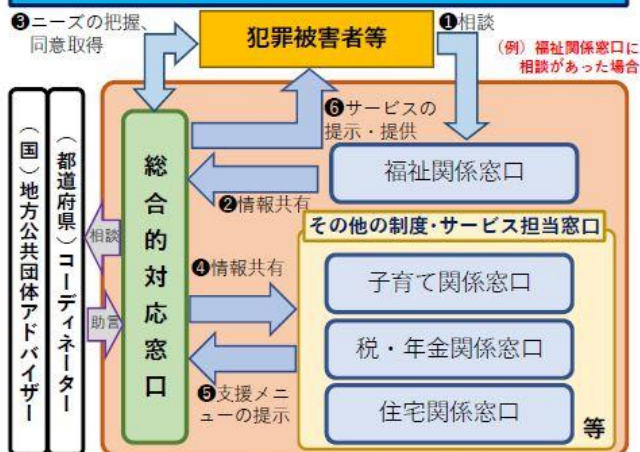 ❸ニーズの把握、
同意取得
犯罪被害者等
❶相談
（例）福祉関係窓口に
相談があった場合
❻サービスの
提示・提供
福祉関係窓口
❷情報共有
その他の制度・サービス担当窓口
❹情報共有
子育て関係窓口
税・年金関係窓口
❺支援メニ
ューの提示
住宅関係窓口
等
総合的対応窓口
相談
助言
（都道府県）コーディネーター
（国）地方公共団体アドバイザー